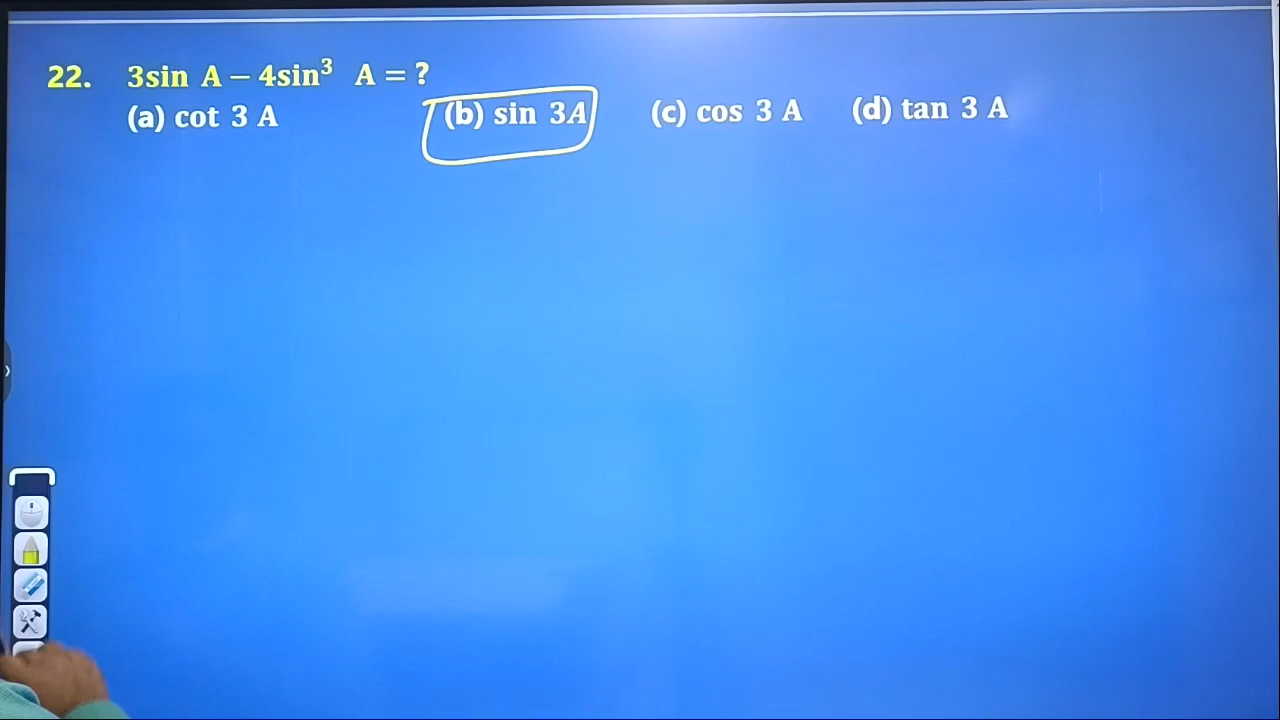 22. 3sin A − 4sin³ A = ?
(a) cot 3 A (b) sin 3A (c) cos 3 A (d) tan 3 A